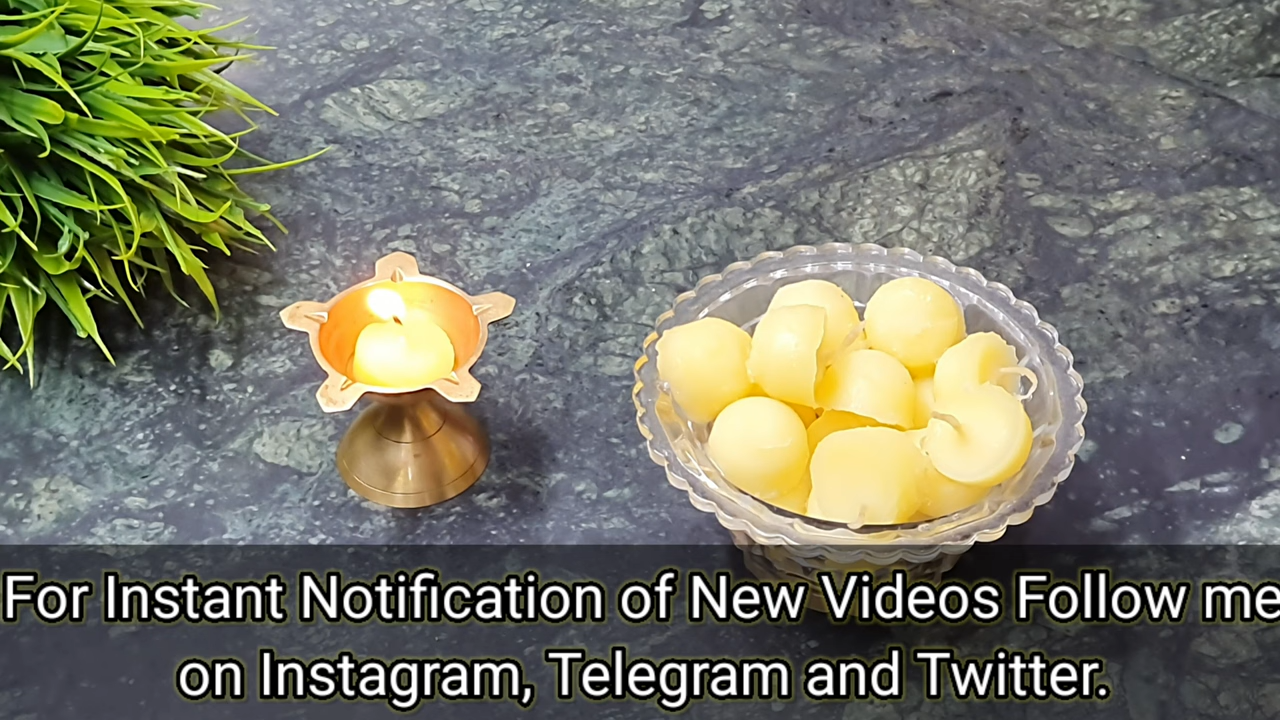 For Instant Notification of New Videos Follow me
on Instagram, Telegram and Twitter.